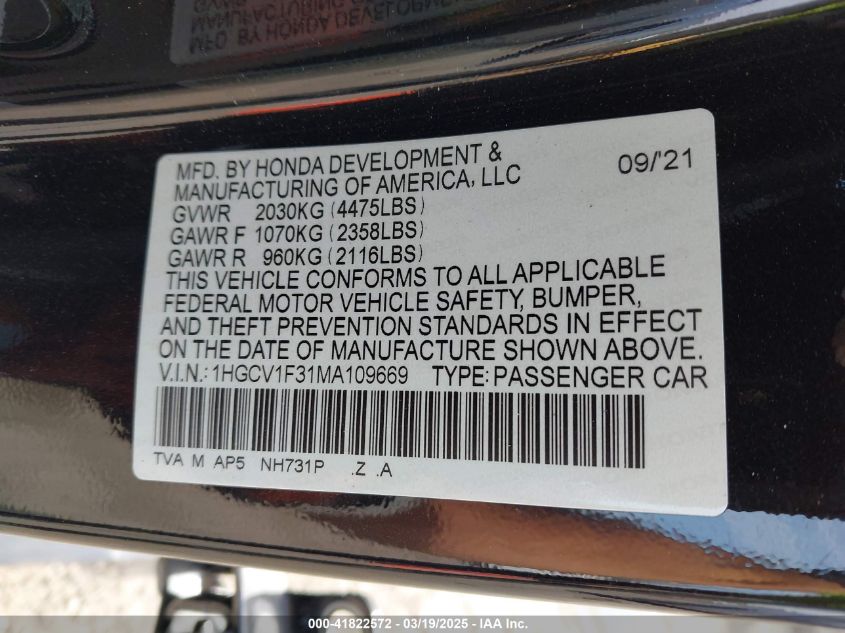 MFD. BY HONDA DEVELOPMENT &
MANUFACTURING OF AMERICA, LLC
09/'21
GVWR 2030KG (4475LBS)
GAWR F 1070KG (2358LBS)
GAWR R 960KG (2116LBS)
THIS VEHICLE CONFORMS TO ALL APPLICABLE
FEDERAL MOTOR VEHICLE SAFETY, BUMPER,
AND THEFT PREVENTION STANDARDS IN EFFECT
ON THE DATE OF MANUFACTURE SHOWN ABOVE.
V.I.N.: 1HGCV1F31MA109669 TYPE: PASSENGER CAR
TVA M AP5 NH731P .Z .A
000-41822572 — 03/19/2025 — IAA Inc.